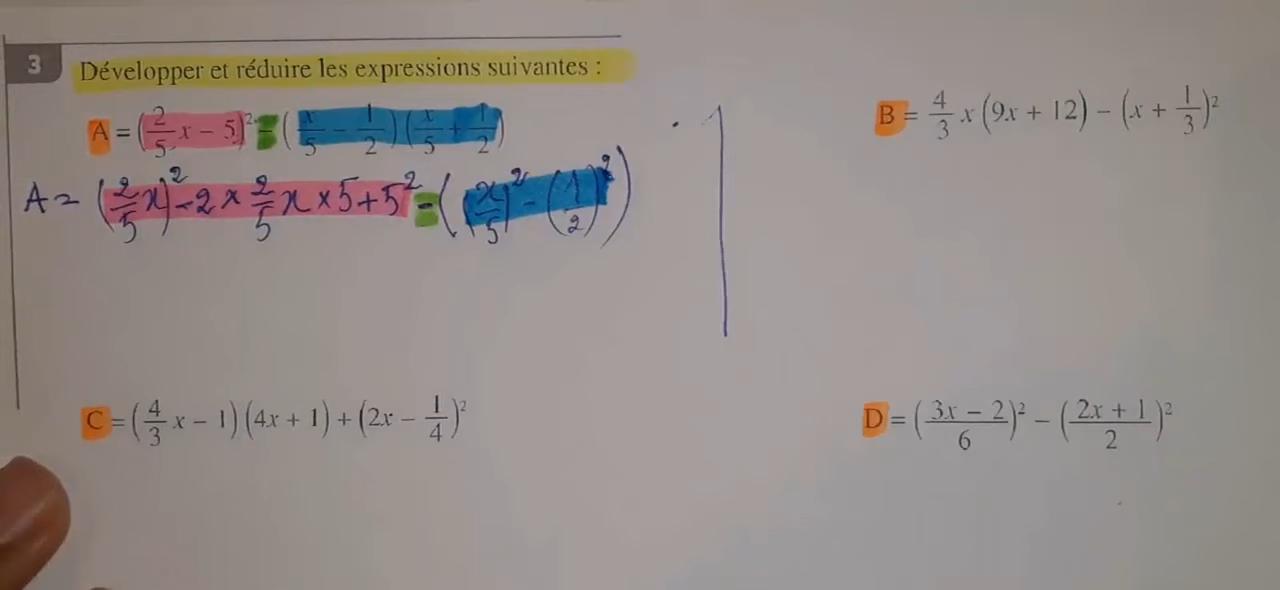 3 Développer et réduire les expressions suivantes :
A = (2/5 x − 5)² − (x/5 − 1/2)(x/5 + 1/2)
A = (2/5 x)² − 2 × 2/5 x × 5 + 5² − ((x/5)² − (1/2)²)
B = 4/3 x (9x + 12) − (x + 1/3)²
C = (4/3 x − 1)(4x + 1) + (2x − 1/4)²
D = ((3x − 2)/6)² − ((2x + 1)/2)²